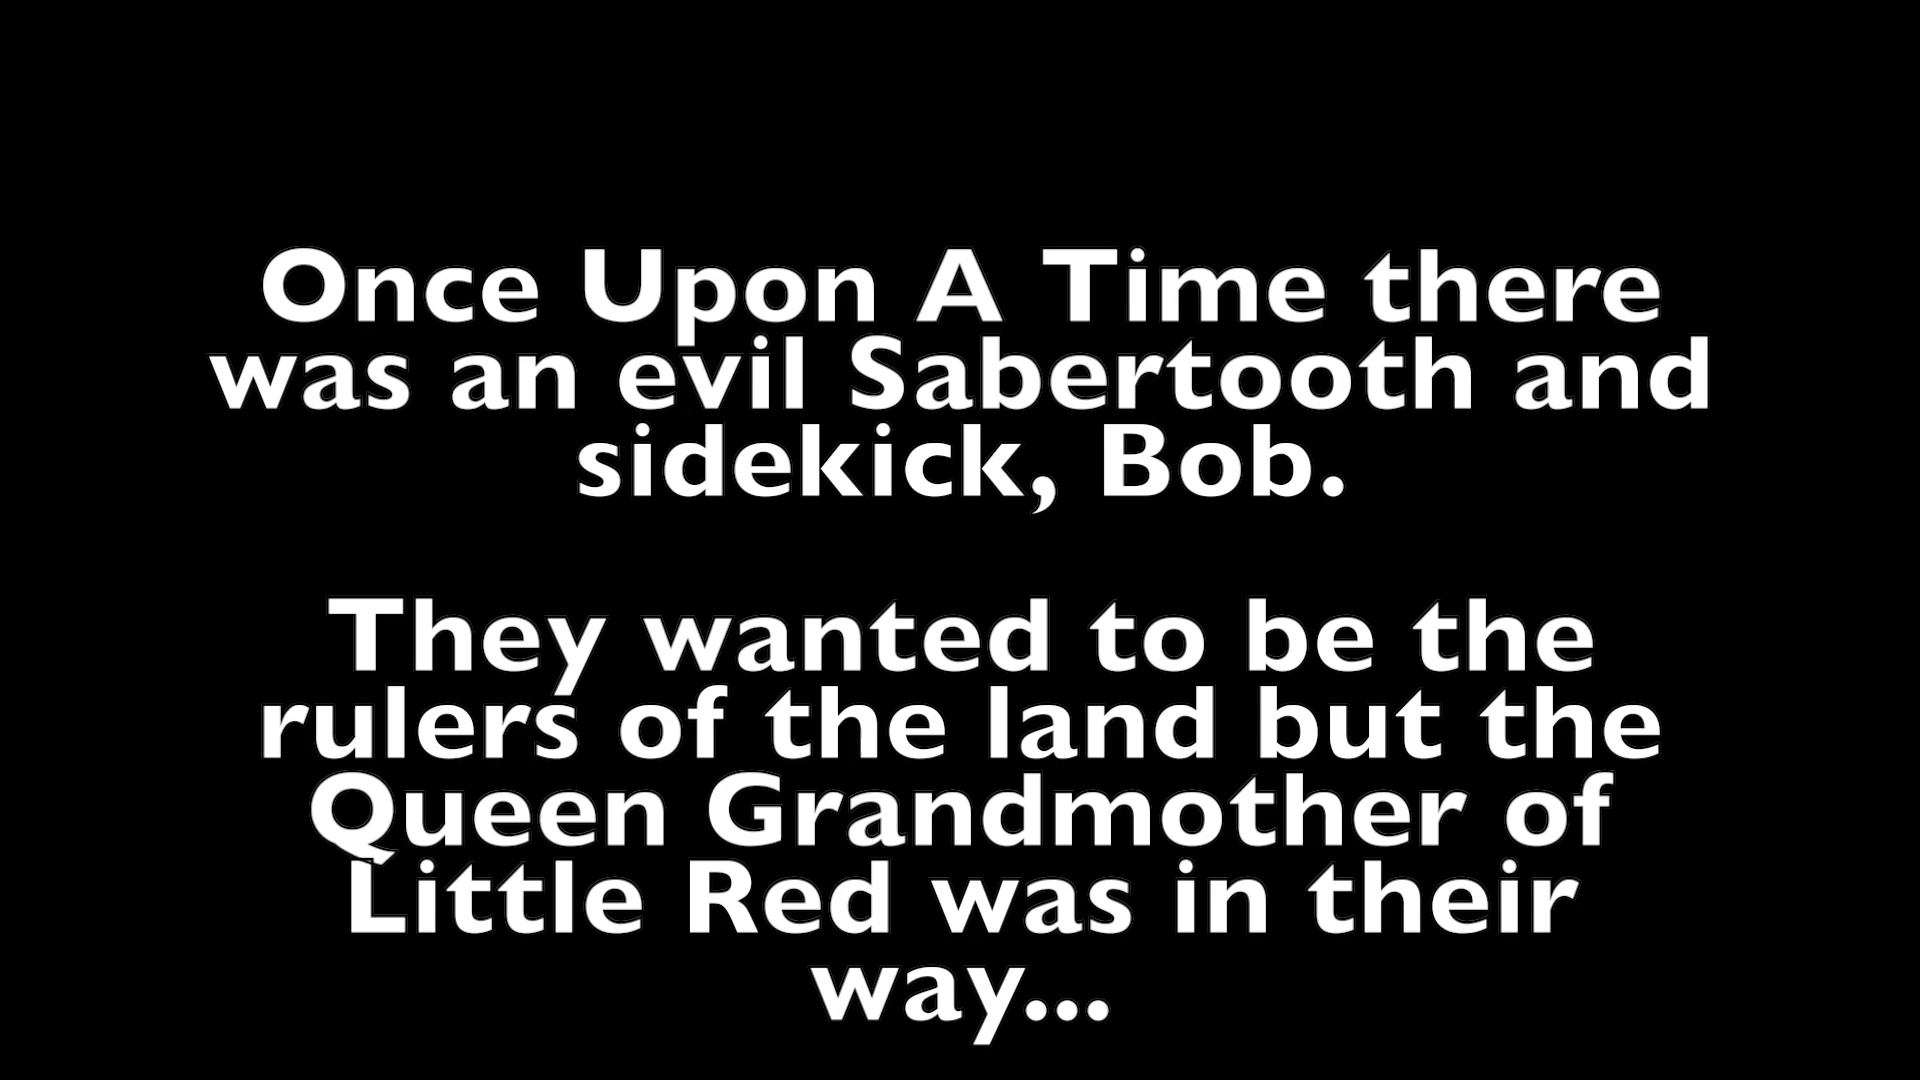 Once Upon A Time there
was an evil Sabertooth and
sidekick, Bob.
They wanted to be the
rulers of the land but the
Queen Grandmother of
Little Red was in their
way...